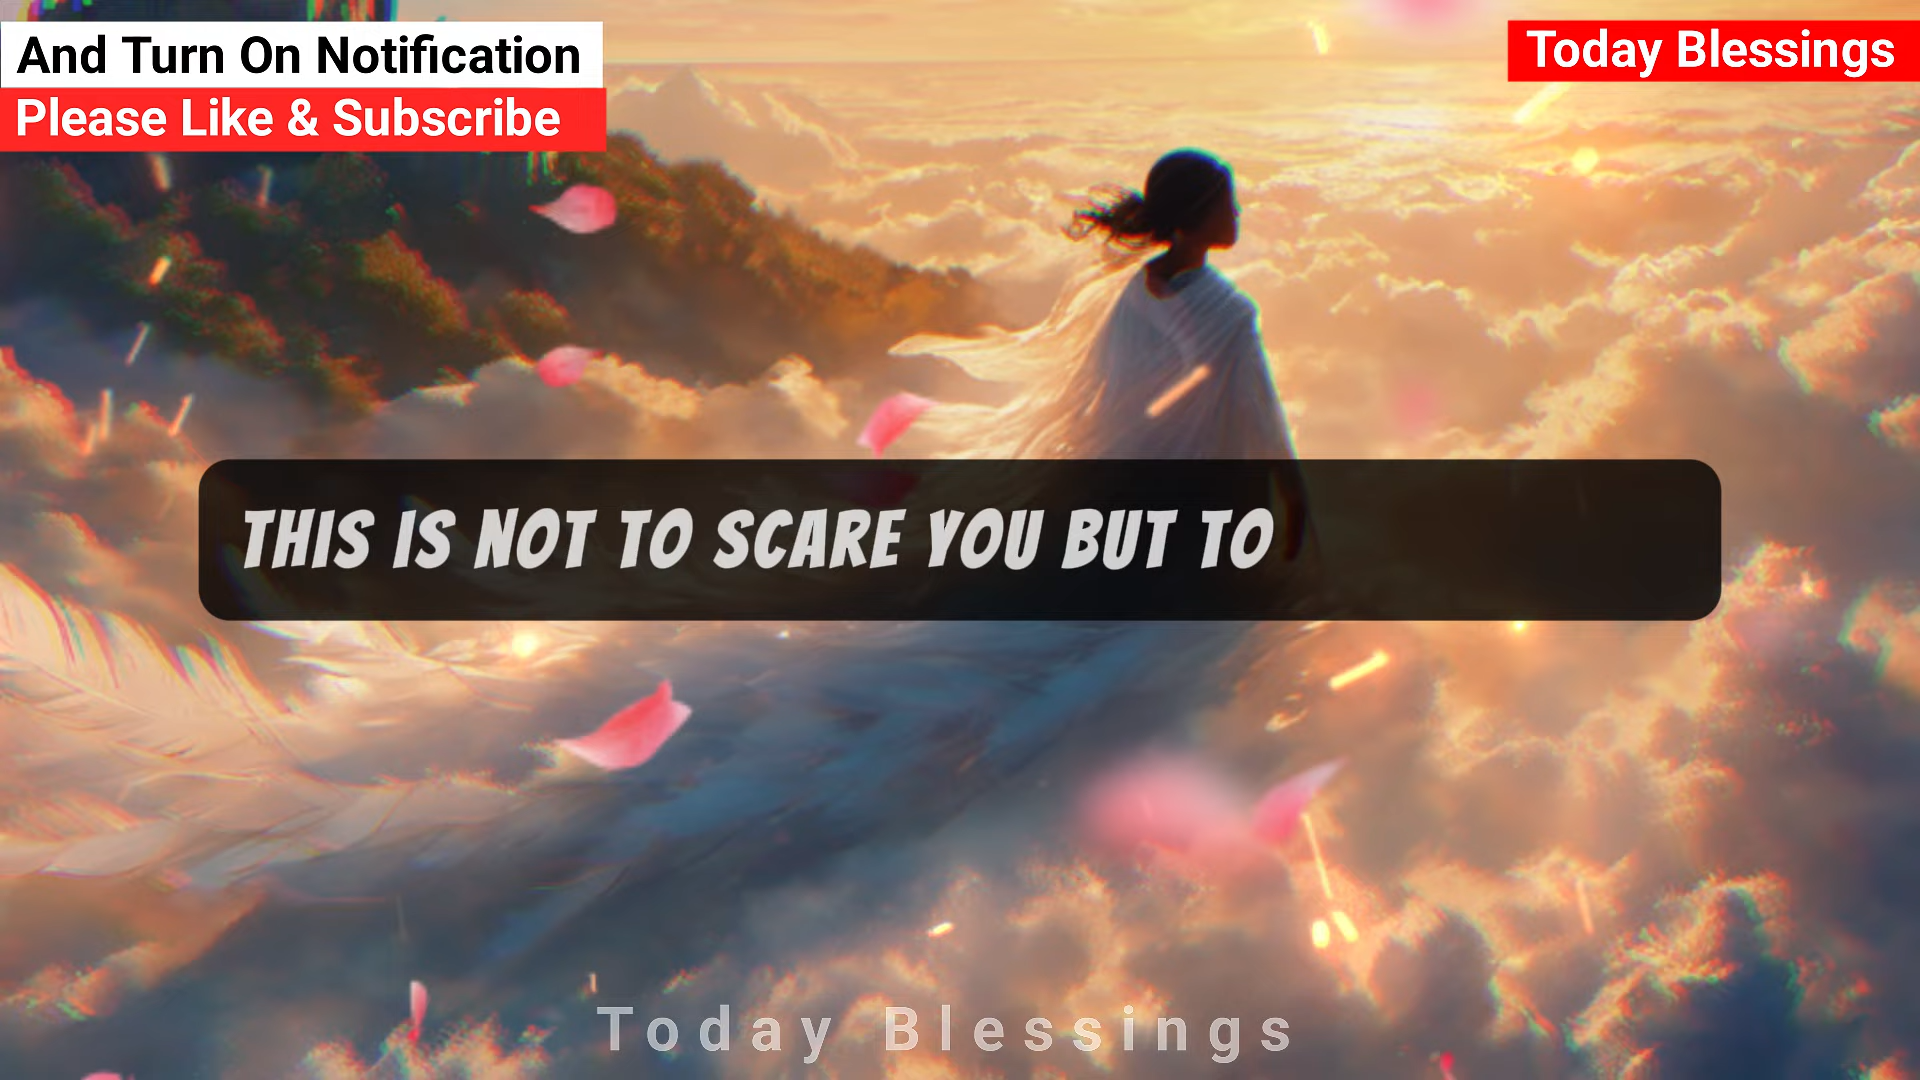 And Turn On Notification
Please Like & Subscribe
Today Blessings
THIS IS NOT TO SCARE YOU BUT TO
Today Blessings